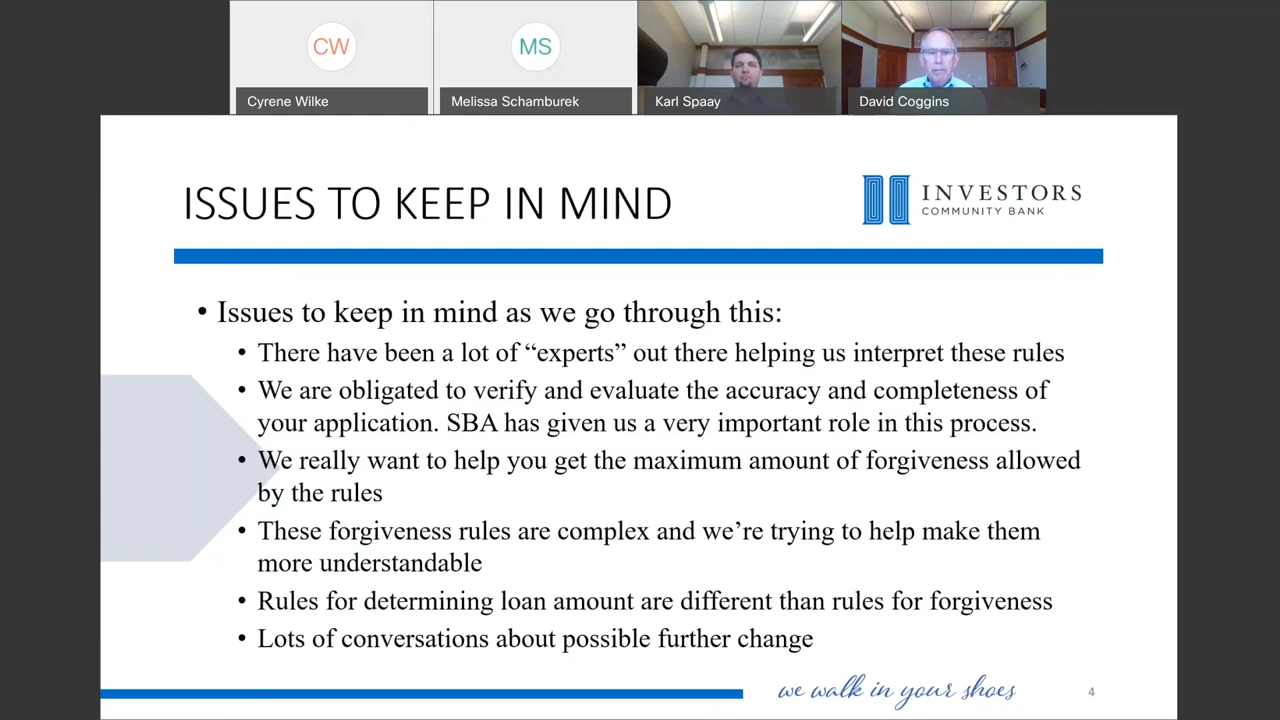 CW
MS
Cyrene Wilke
Melissa Schamburek
Karl Spaay
David Coggins
ISSUES TO KEEP IN MIND
INVESTORS
COMMUNITY BANK
• Issues to keep in mind as we go through this:
• There have been a lot of “experts” out there helping us interpret these rules
• We are obligated to verify and evaluate the accuracy and completeness of
your application. SBA has given us a very important role in this process.
• We really want to help you get the maximum amount of forgiveness allowed
by the rules
• These forgiveness rules are complex and we’re trying to help make them
more understandable
• Rules for determining loan amount are different than rules for forgiveness
• Lots of conversations about possible further change
we walk in your shoes
4